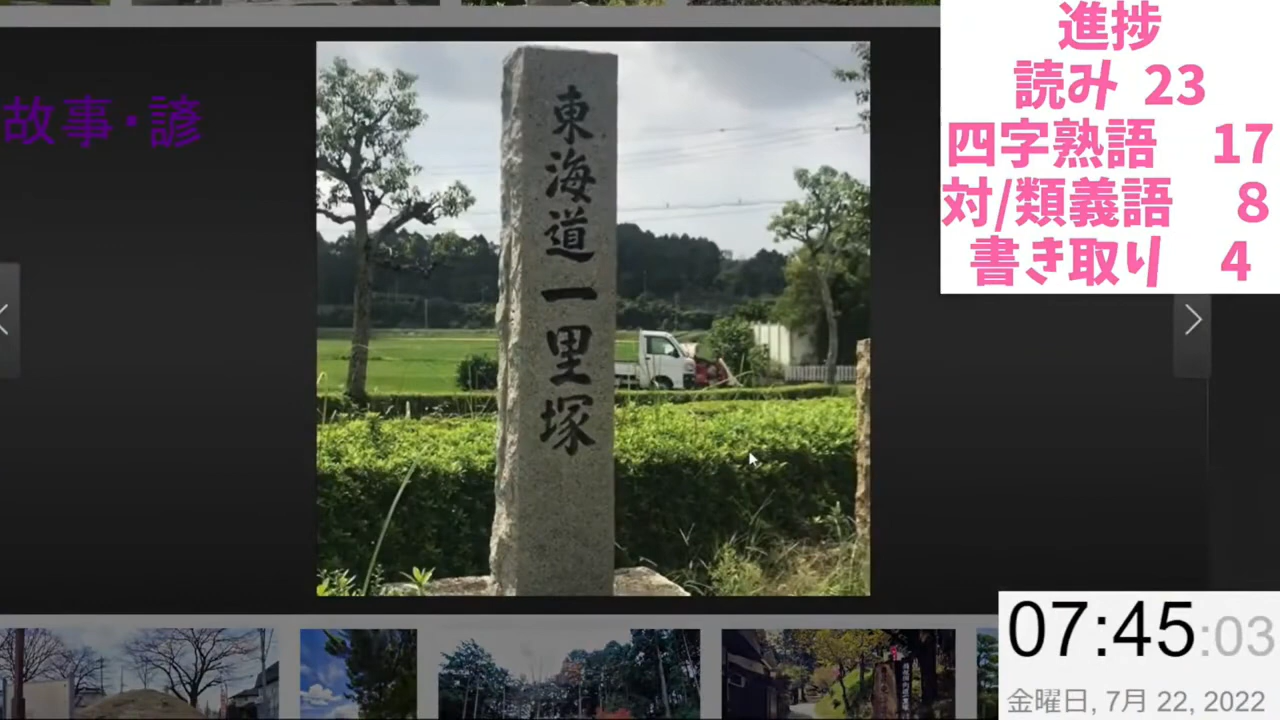 故事・諺
東海道一里塚
進捗
読み 23
四字熟語 17
対/類義語 8
書き取り 4
07:45:03
金曜日, 7月 22, 2022